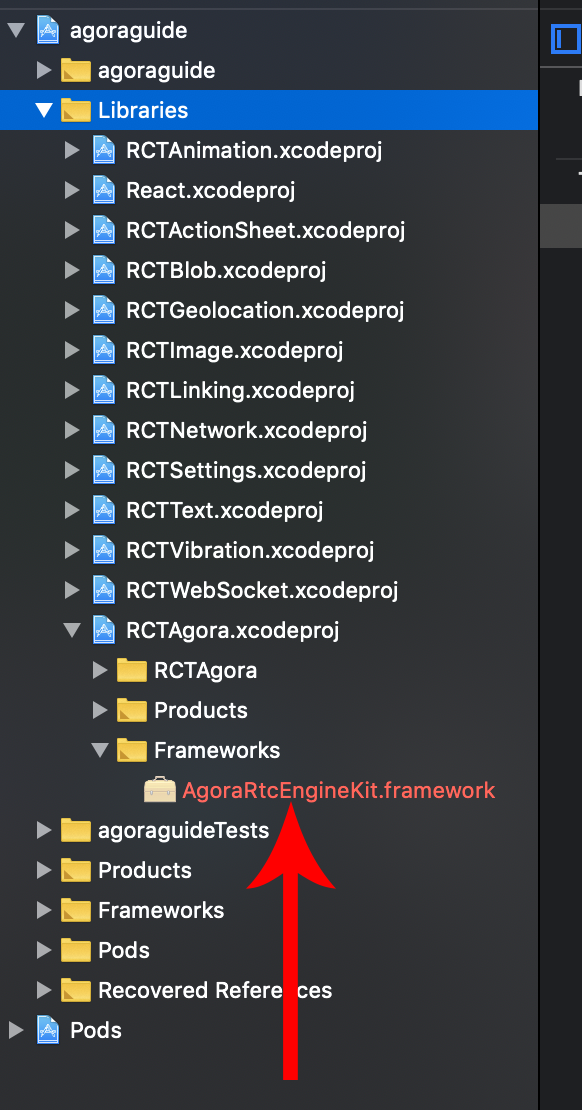 agoraguide
agoraguide
Libraries
RCTAnimation.xcodeproj
React.xcodeproj
RCTActionSheet.xcodeproj
RCTBlob.xcodeproj
RCTGeolocation.xcodeproj
RCTImage.xcodeproj
RCTLinking.xcodeproj
RCTNetwork.xcodeproj
RCTSettings.xcodeproj
RCTText.xcodeproj
RCTVibration.xcodeproj
RCTWebSocket.xcodeproj
RCTAgora.xcodeproj
RCTAgora
Products
Frameworks
AgoraRtcEngineKit.framework
agoraguideTests
Products
Frameworks
Pods
Recovered References
Pods